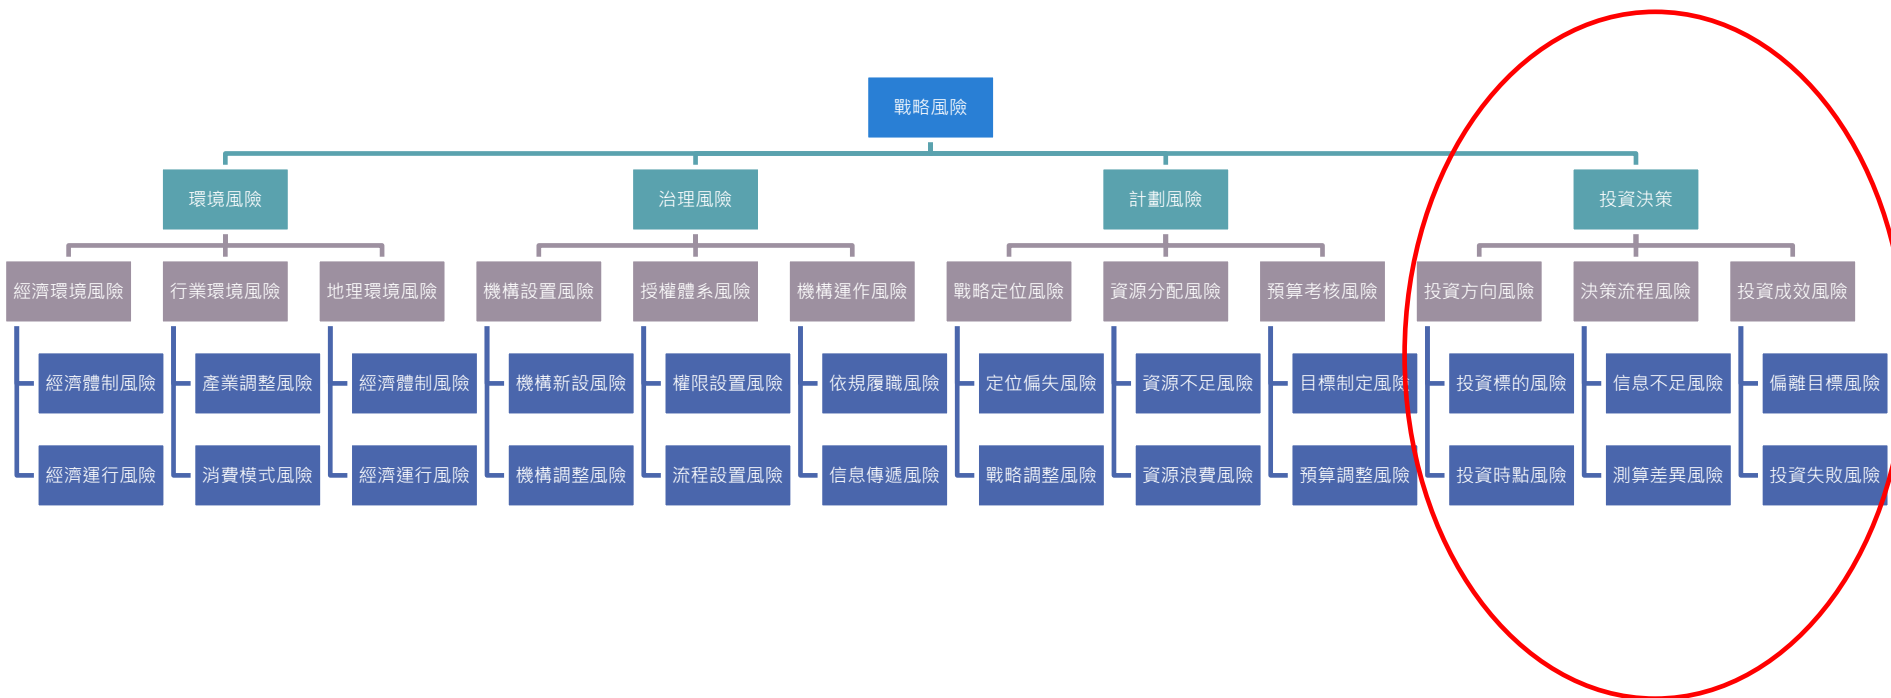 戰略風險
環境風險
治理風險
計劃風險
投資決策
經濟環境風險
行業環境風險
地理環境風險
機構設置風險
授權體系風險
機構運作風險
戰略定位風險
資源分配風險
預算考核風險
投資方向風險
決策流程風險
投資成效風險
經濟體制風險
產業調整風險
經濟體制風險
機構新設風險
權限設置風險
依規履職風險
定位偏失風險
資源不足風險
目標制定風險
投資標的風險
信息不足風險
偏離目標風險
經濟運行風險
消費模式風險
經濟運行風險
機構調整風險
流程設置風險
信息傳遞風險
戰略調整風險
資源浪費風險
預算調整風險
投資時點風險
測算差異風險
投資失敗風險